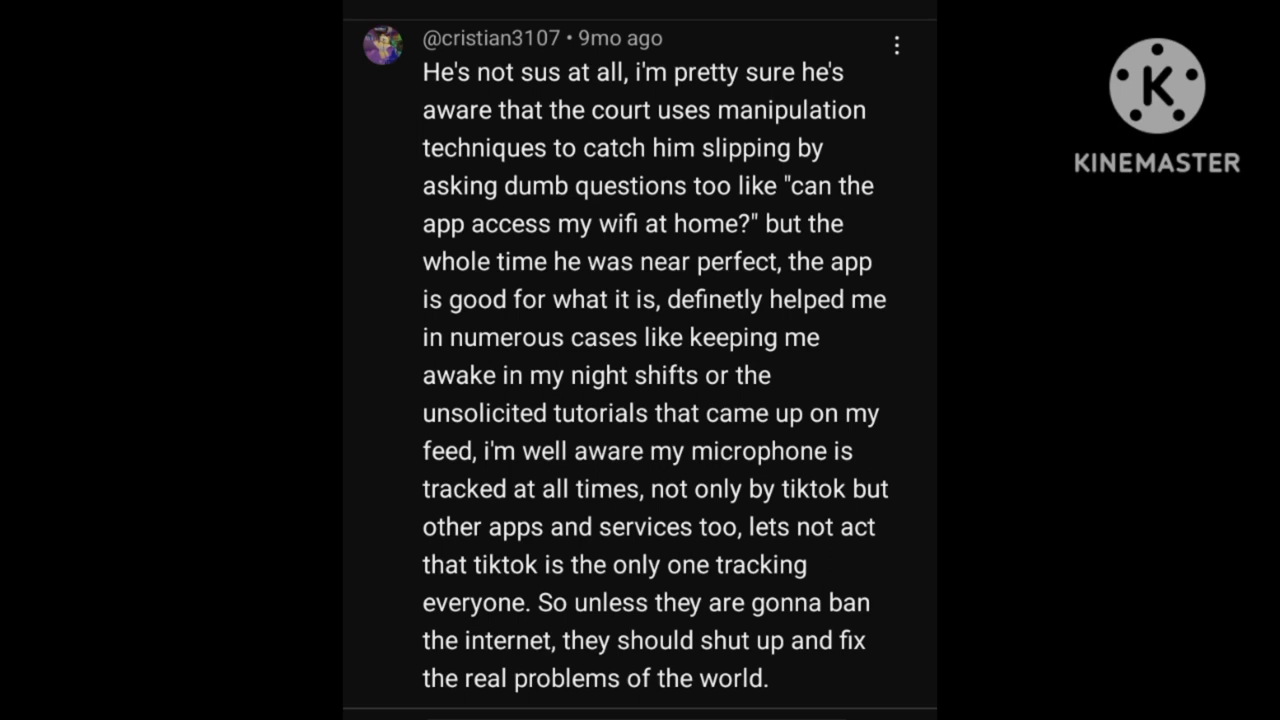 @cristian3107 • 9mo ago
He's not sus at all, i'm pretty sure he's
aware that the court uses manipulation
techniques to catch him slipping by
asking dumb questions too like "can the
app access my wifi at home?" but the
whole time he was near perfect, the app
is good for what it is, definetly helped me
in numerous cases like keeping me
awake in my night shifts or the
unsolicited tutorials that came up on my
feed, i'm well aware my microphone is
tracked at all times, not only by tiktok but
other apps and services too, lets not act
that tiktok is the only one tracking
everyone. So unless they are gonna ban
the internet, they should shut up and fix
the real problems of the world.
K
KINEMASTER